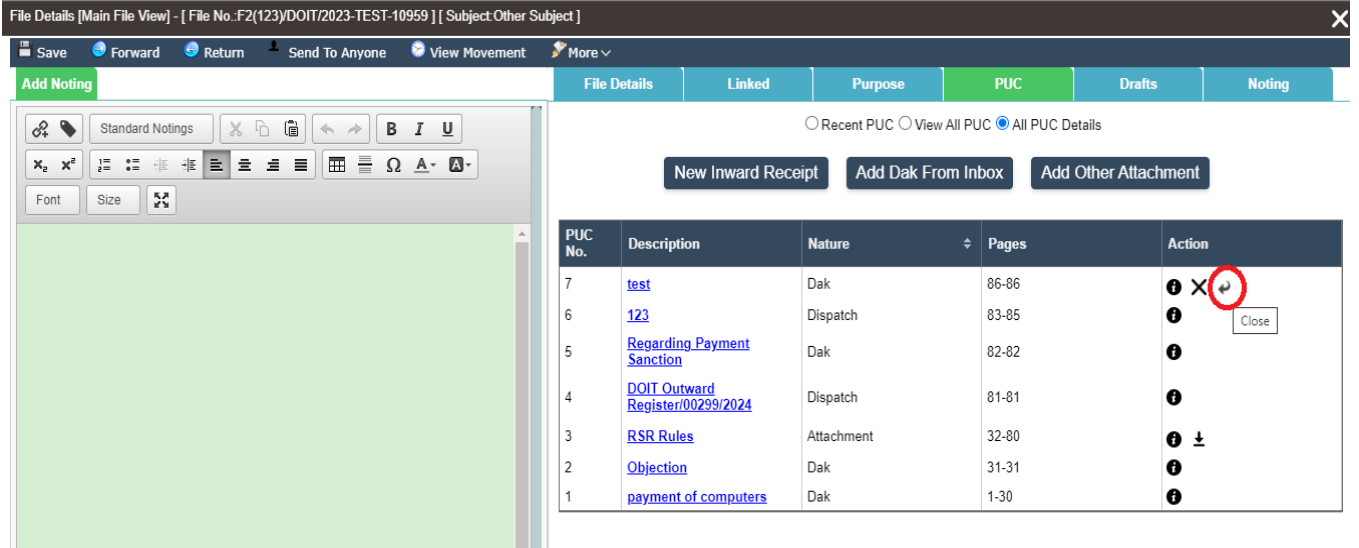 File Details [Main File View] - [ File No.:F2(123)/DOIT/2023-TEST-10959 ] [ Subject:Other Subject ]
Save Forward Return Send To Anyone View Movement More
Add Noting
File Details Linked Purpose PUC Drafts Noting
Standard Notings B I U
Recent PUC View All PUC All PUC Details
X₂ X² Ω A A
New Inward Receipt Add Dak From Inbox Add Other Attachment
Font Size
PUC No. Description Nature Pages Action
7 test Dak 86-86
Close
6 123 Dispatch 83-85
5 Regarding Payment Sanction Dak 82-82
4 DOIT Outward Register/00299/2024 Dispatch 81-81
3 RSR Rules Attachment 32-80
2 Objection Dak 31-31
1 payment of computers Dak 1-30